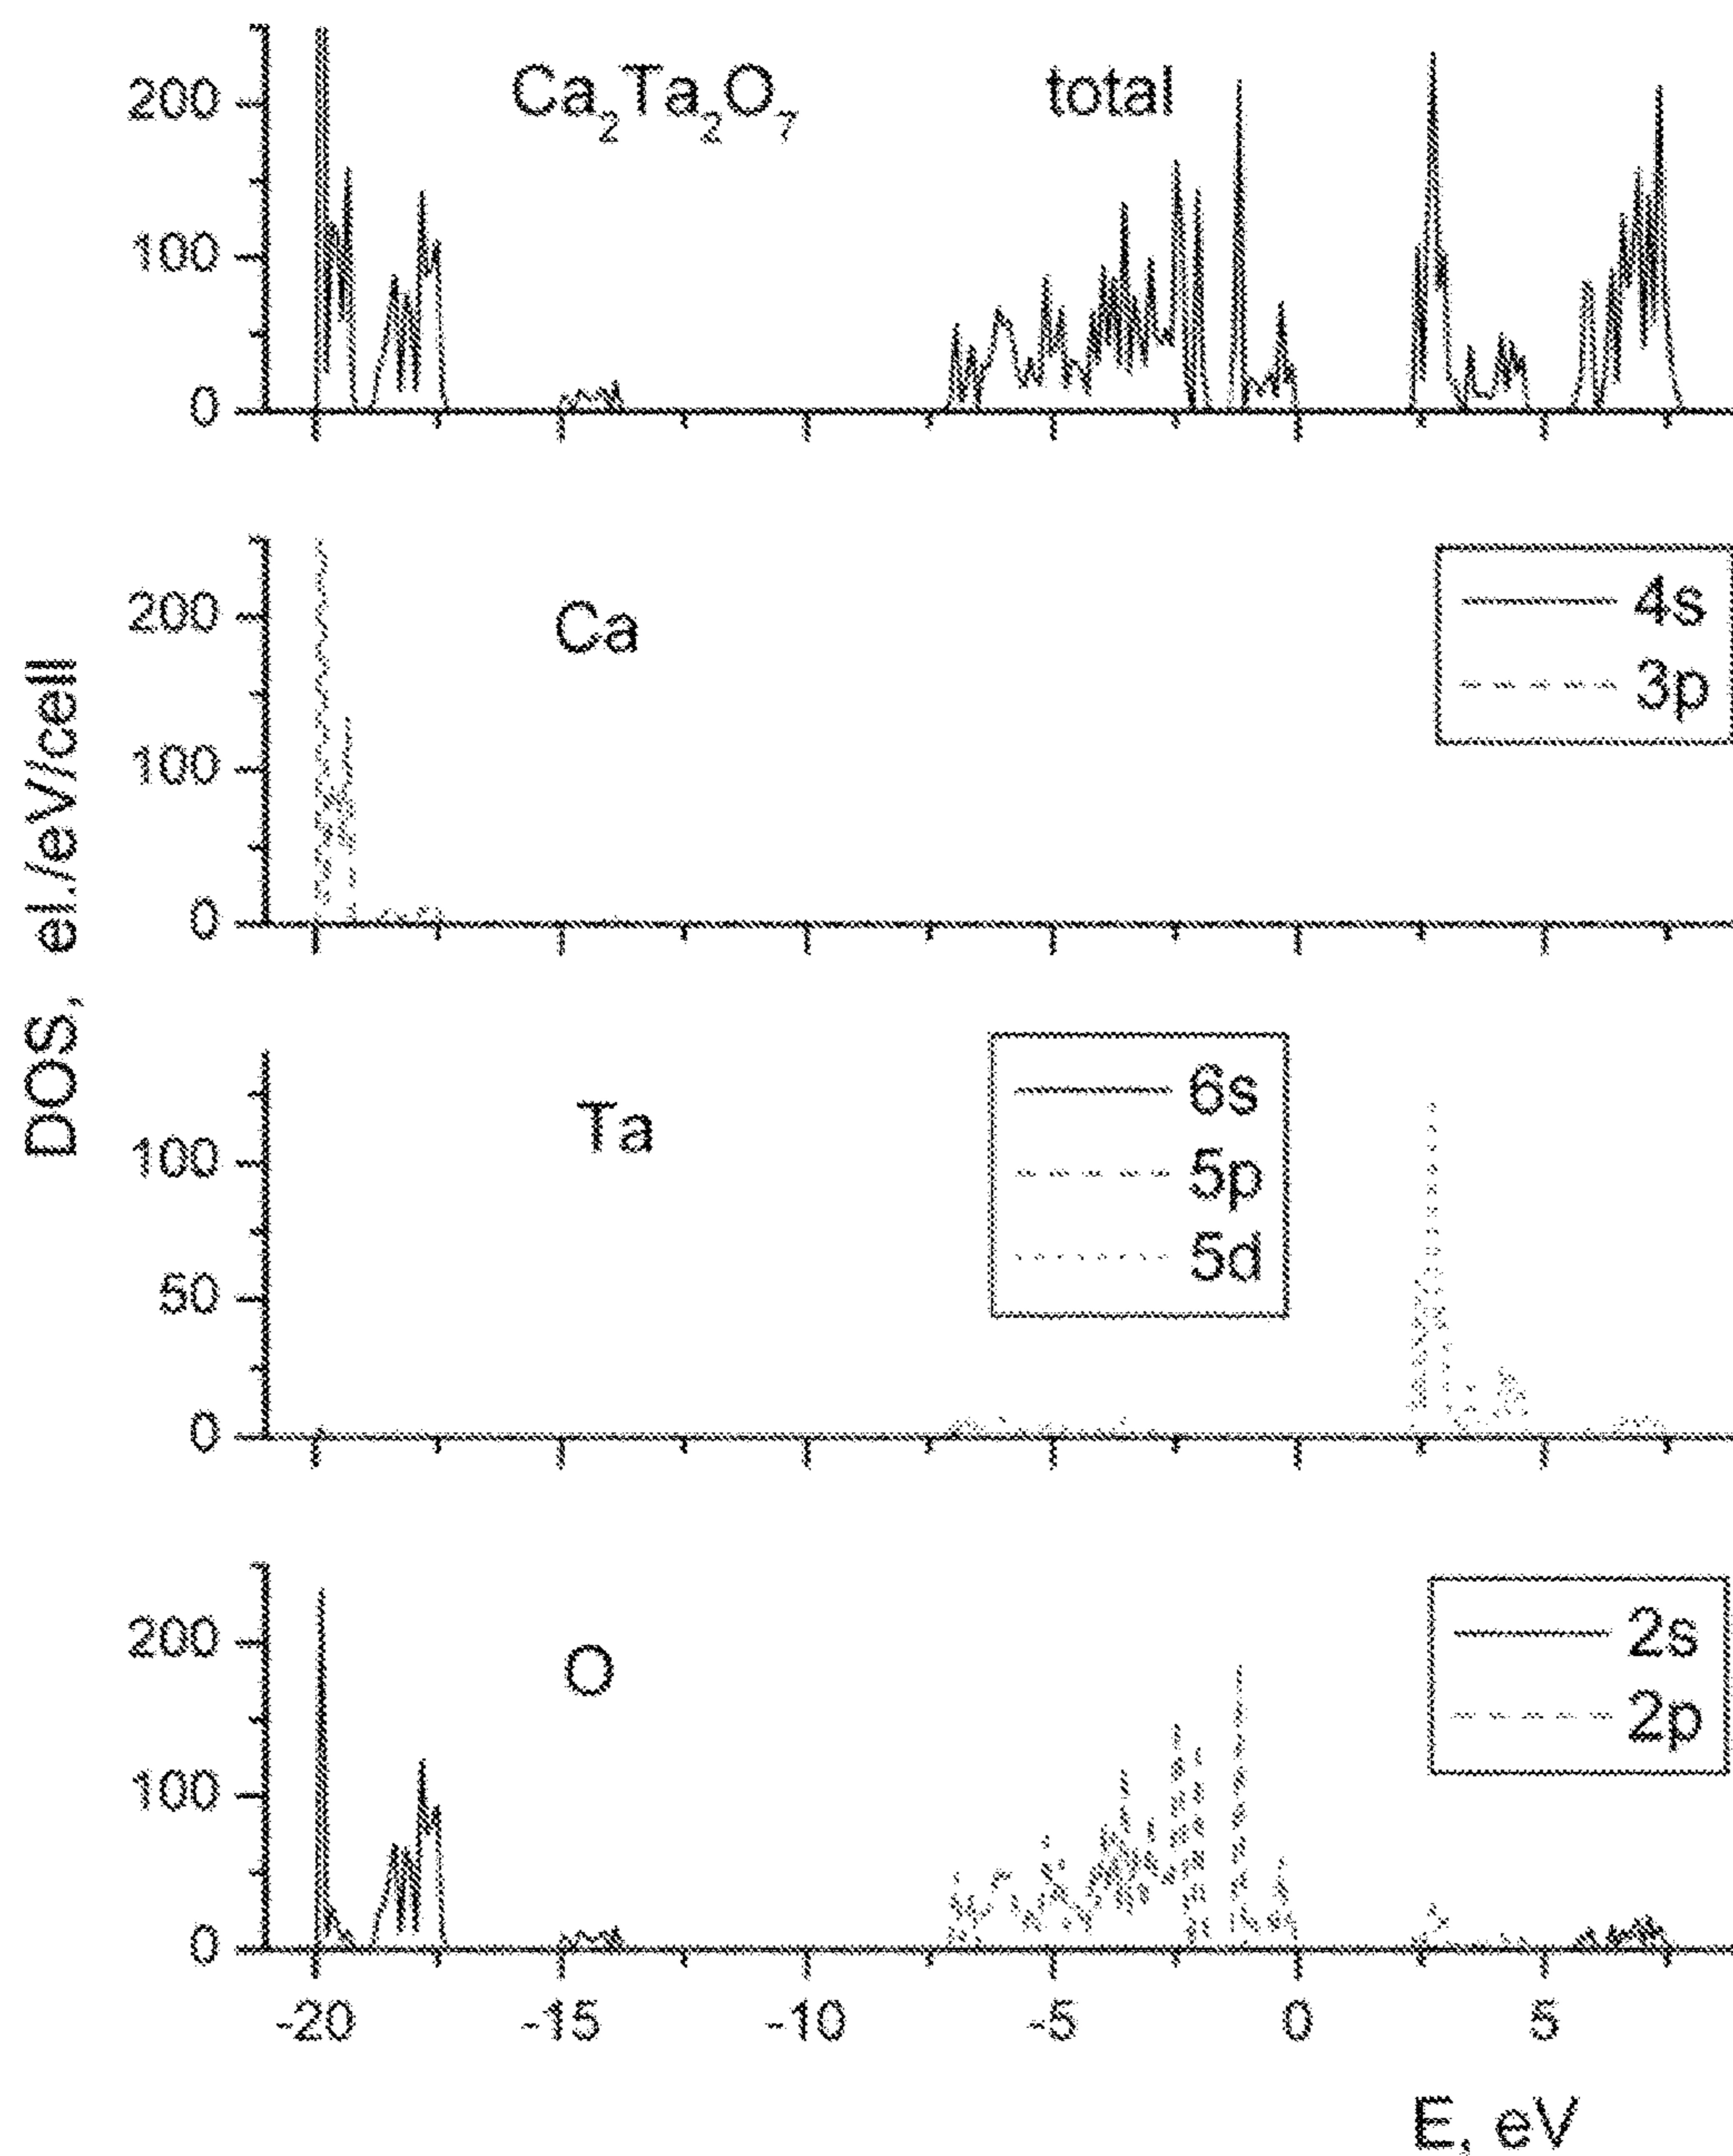 Ca₂Ta₂O₇ total
200
100
0
Ca
4s
3p
200
100
0
DOS, el./eV/cell
Ta
6s
5p
5d
100
50
0
O
2s
2p
200
100
0
-20 -15 -10 -5 0 5
E, eV